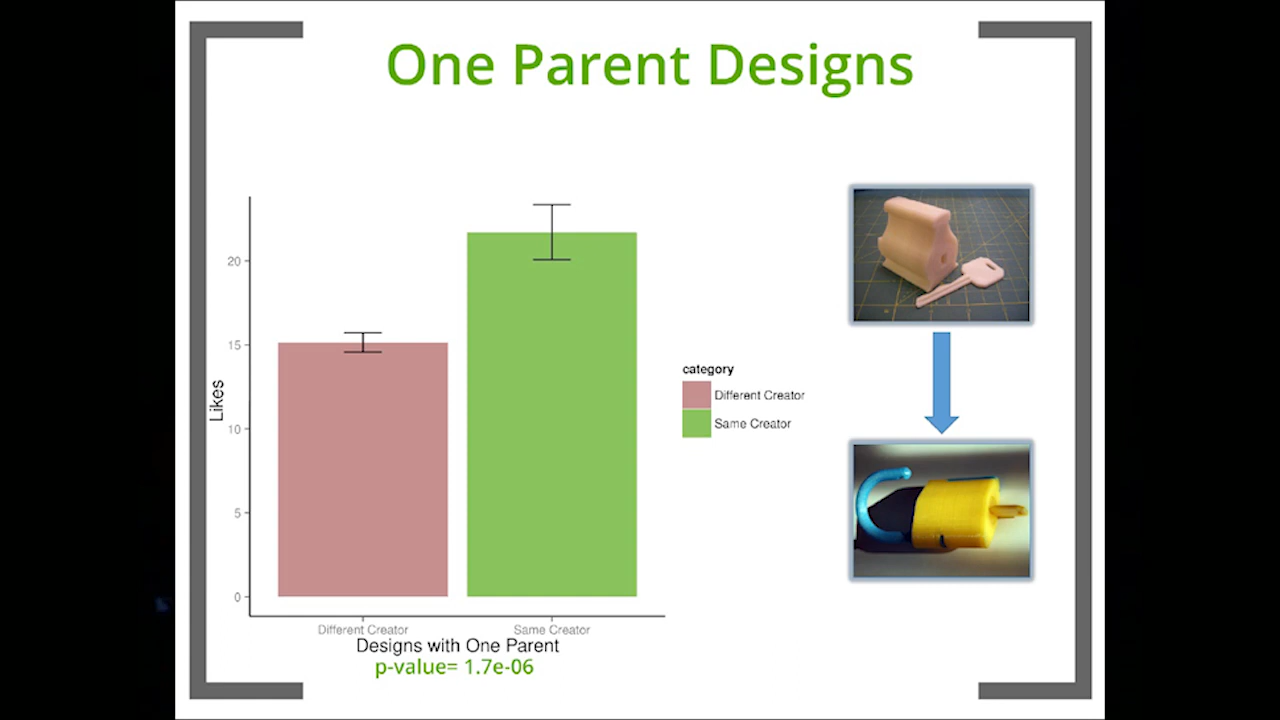 One Parent Designs
20
15
10
5
0
Likes
Different Creator
Same Creator
Designs with One Parent
p-value= 1.7e-06
category
Different Creator
Same Creator